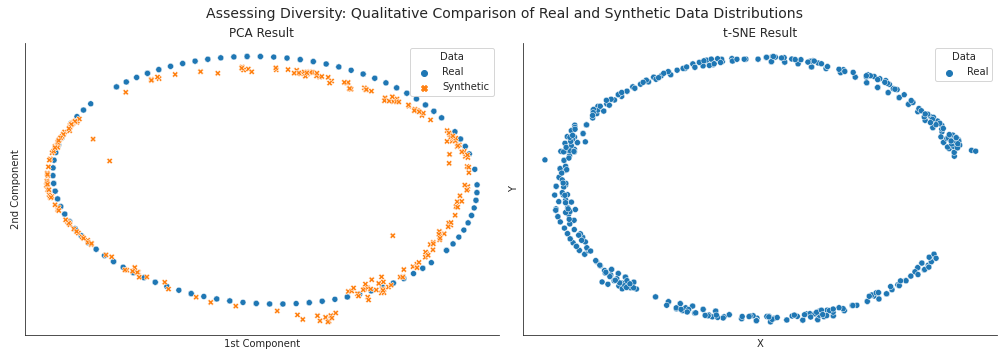 Assessing Diversity: Qualitative Comparison of Real and Synthetic Data Distributions
PCA Result
Data
Real
Synthetic
2nd Component
1st Component
t-SNE Result
Data
Real
Y
X